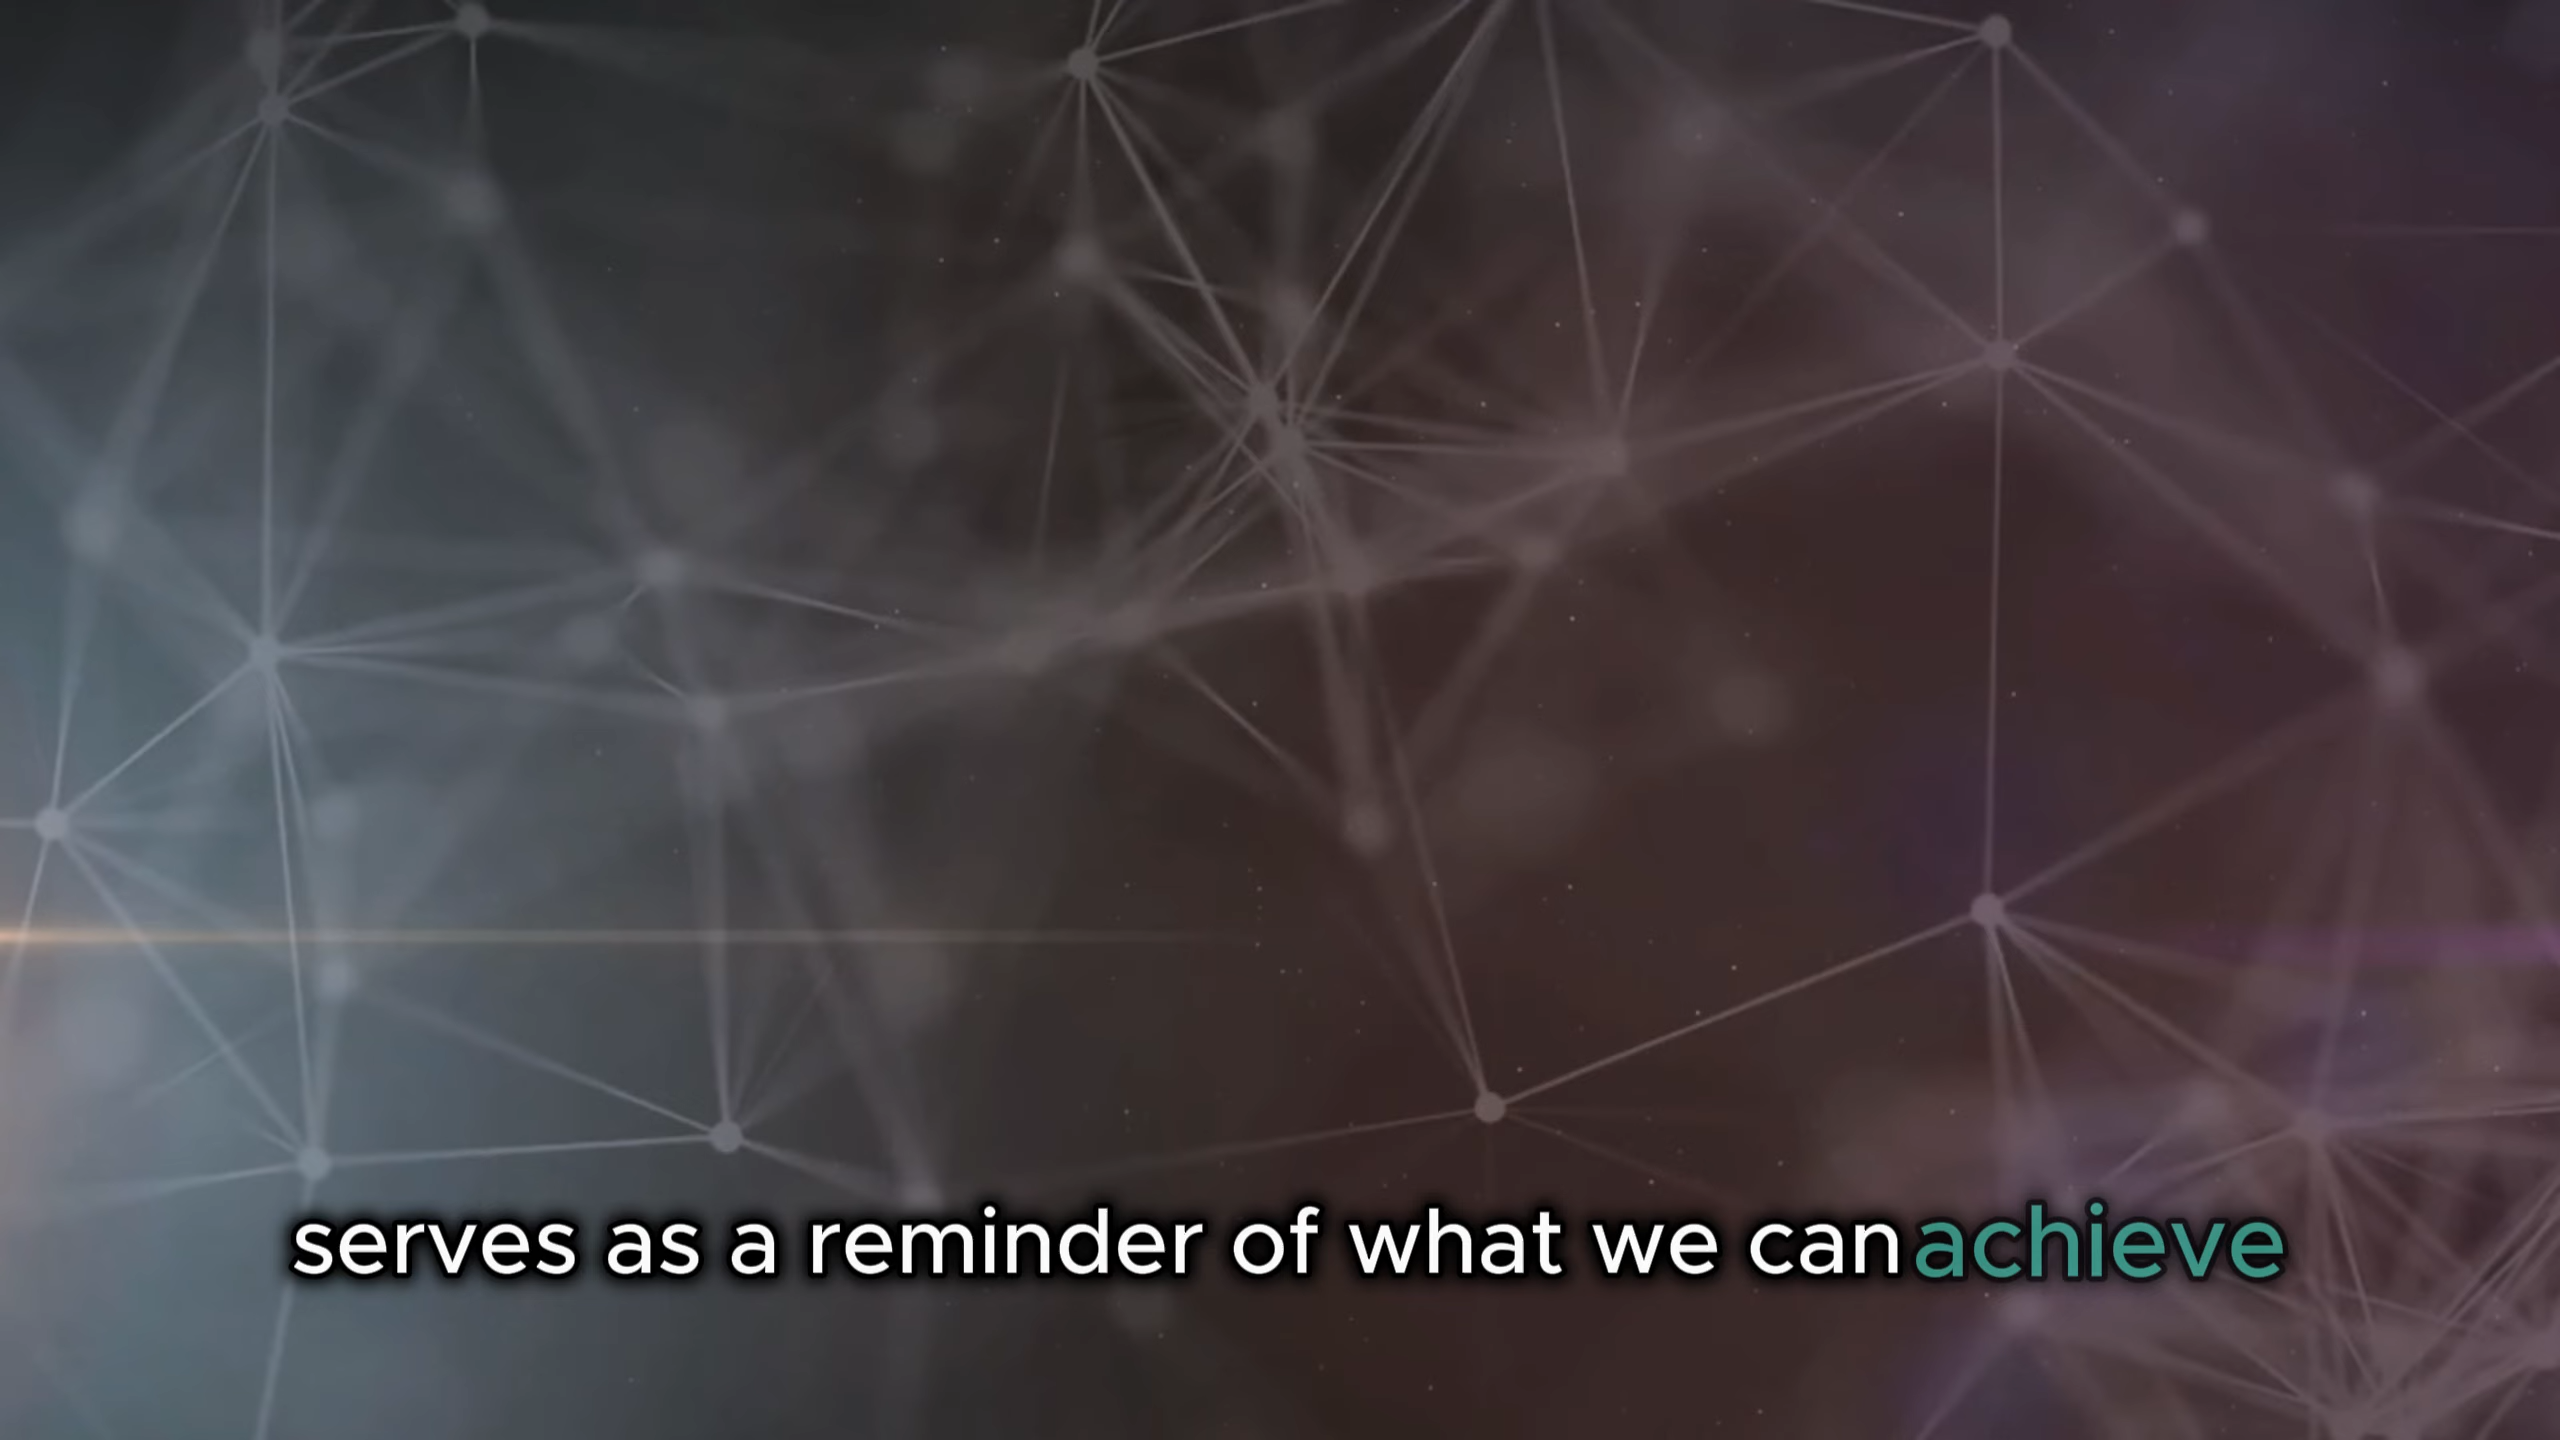 serves as a reminder of what we can achieve